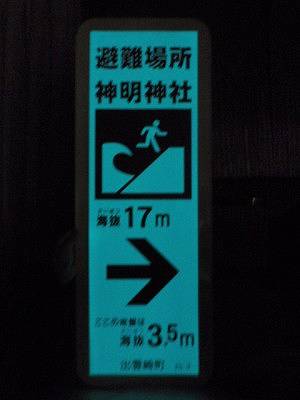 避難場所
神明神社
海抜17m
ここの地盤は
海抜3.5m
出雲崎町